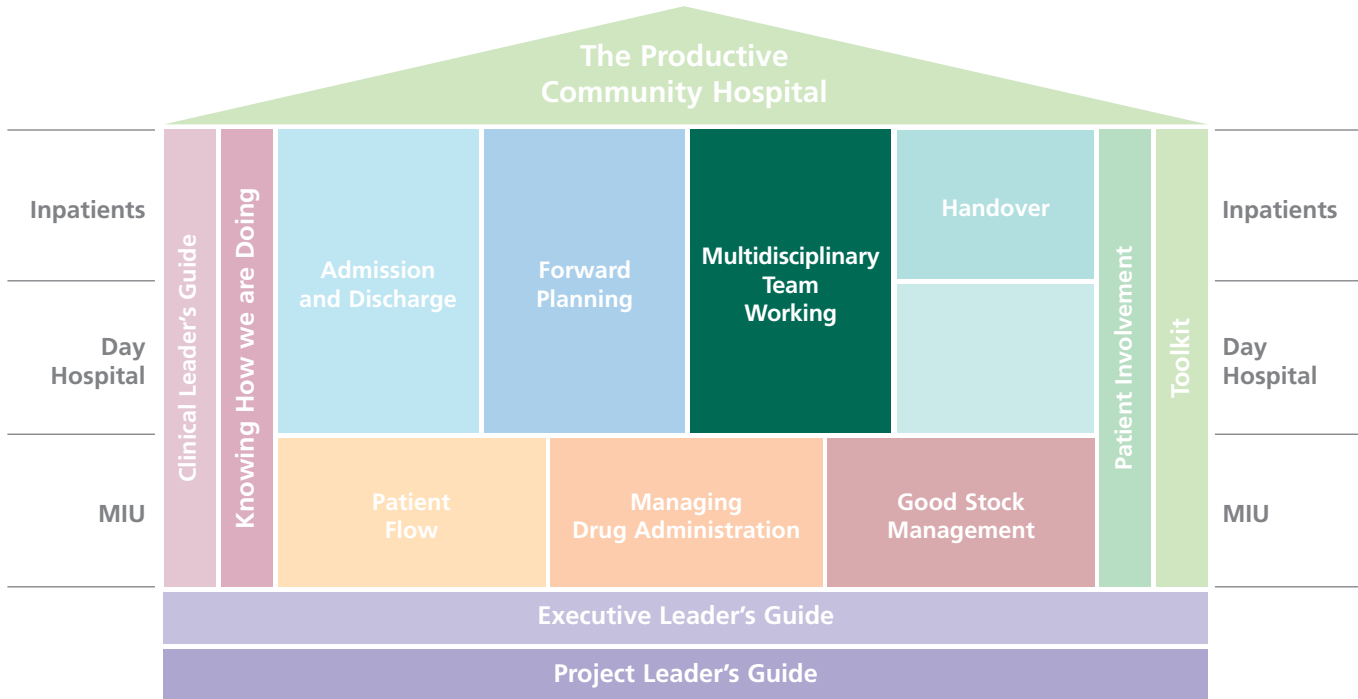 The Productive
Community Hospital
Inpatients
Day
Hospital
MIU
Clinical Leader's Guide
Knowing How we are Doing
Admission
and Discharge
Forward
Planning
Multidisciplinary
Team
Working
Handover
Patient
Flow
Managing
Drug Administration
Good Stock
Management
Patient Involvement
Toolkit
Inpatients
Day
Hospital
MIU
Executive Leader's Guide
Project Leader's Guide